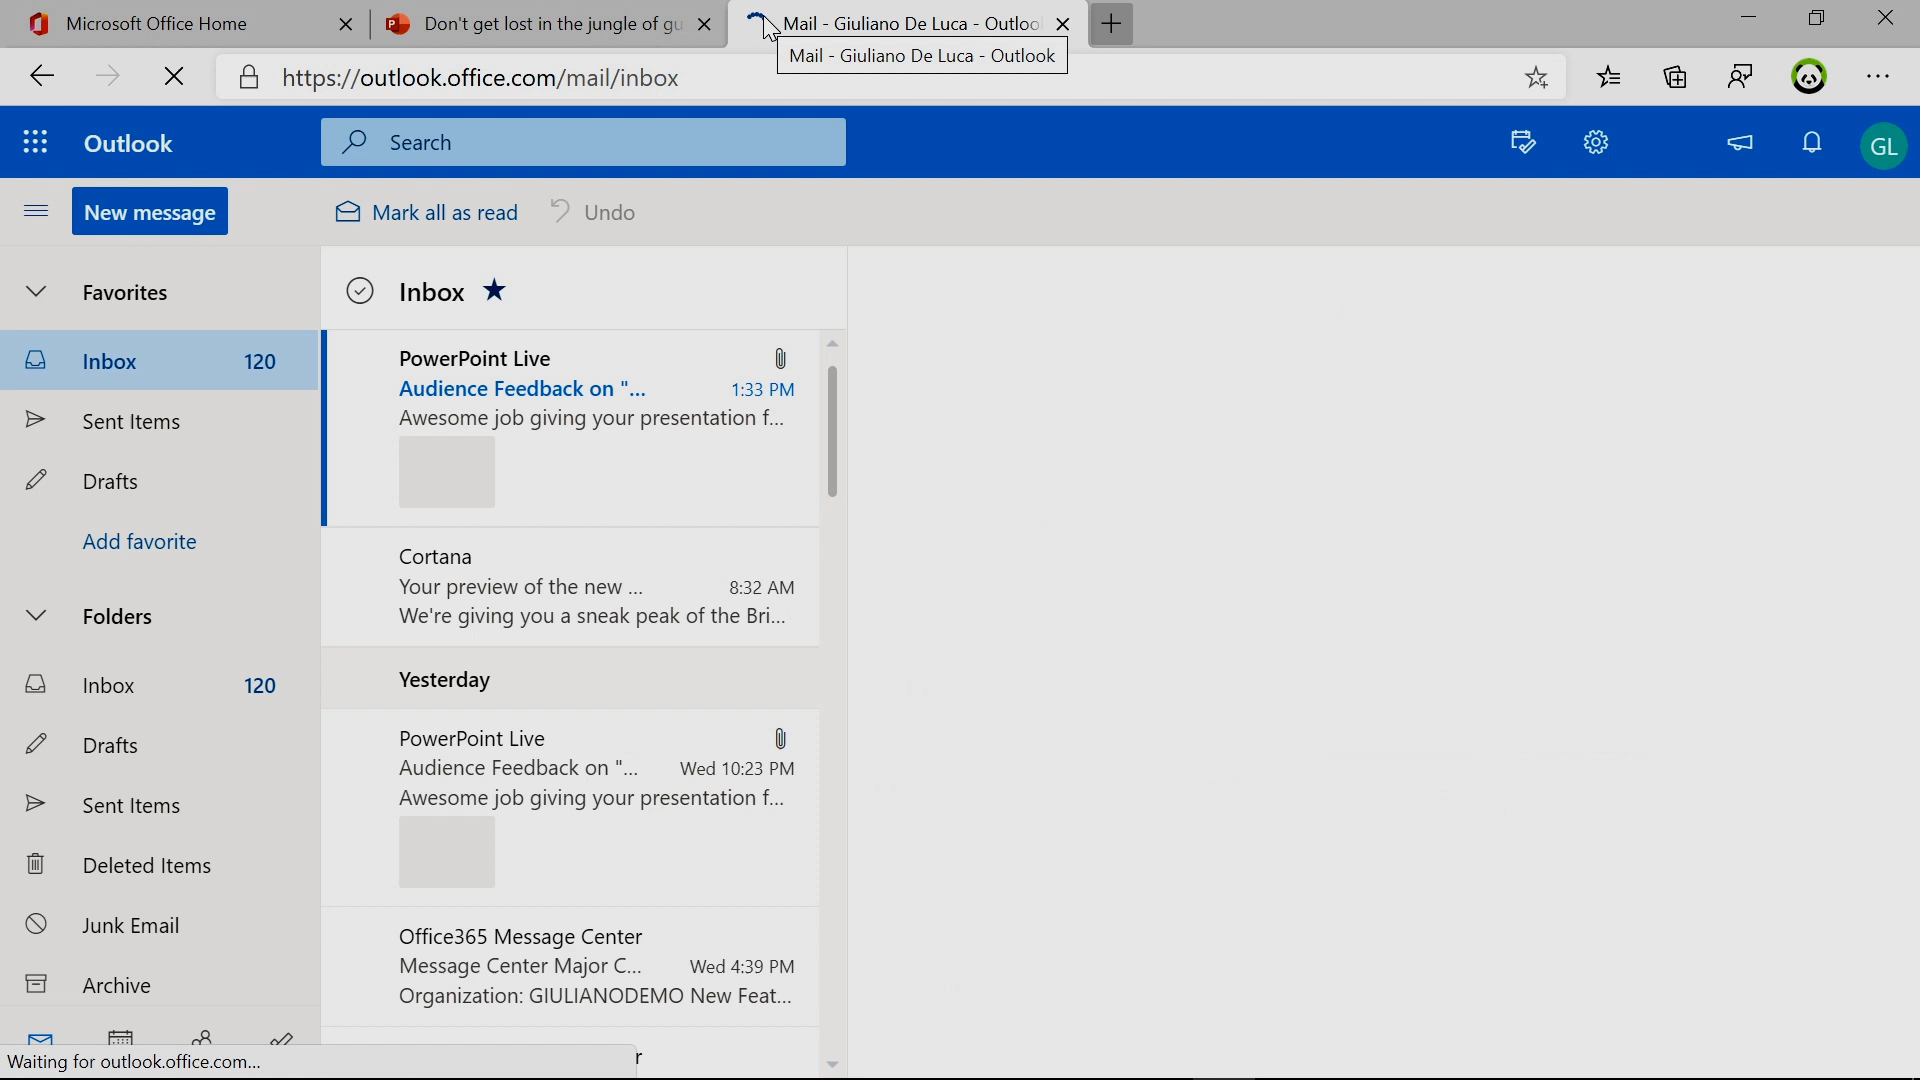 Microsoft Office Home
Don't get lost in the jungle of gu
Mail - Giuliano De Luca - Outloo
Mail - Giuliano De Luca - Outlook
https://outlook.office.com/mail/inbox
Outlook
Search
GL
New message
Mark all as read
Undo
Favorites
Inbox 120
Sent Items
Drafts
Add favorite
Folders
Inbox 120
Drafts
Sent Items
Deleted Items
Junk Email
Archive
Inbox
PowerPoint Live
Audience Feedback on "... 1:33 PM
Awesome job giving your presentation f...
Cortana
Your preview of the new ... 8:32 AM
We're giving you a sneak peak of the Bri...
Yesterday
PowerPoint Live
Audience Feedback on "... Wed 10:23 PM
Awesome job giving your presentation f...
Office365 Message Center
Message Center Major C... Wed 4:39 PM
Organization: GIULIANODEMO New Feat...
r
Waiting for outlook.office.com...